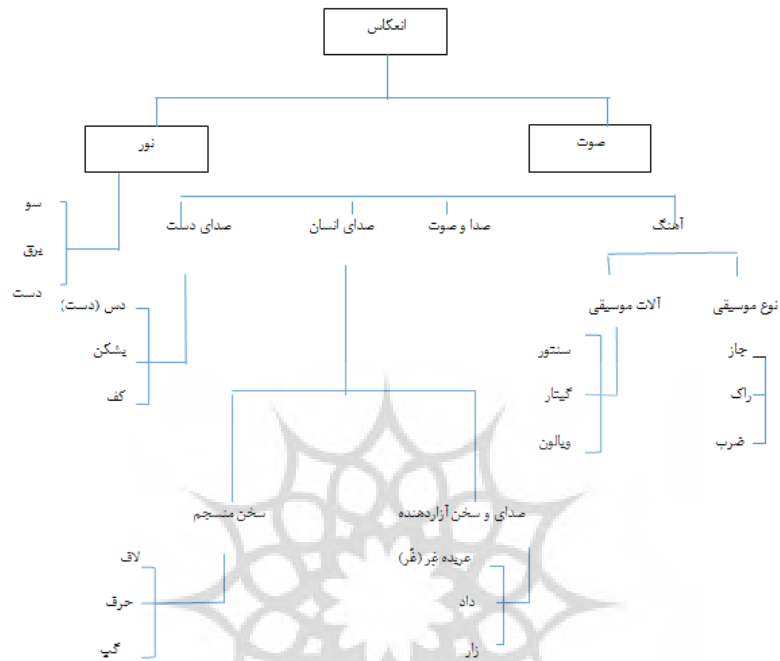 انعکاس
صوت
نور
آهنگ
صدا و صوت
صدای انسان
صدای دست
سو
برق
دست
نوع موسیقی
آلات موسیقی
جاز
راک
ضرب
سنتور
گیتار
ویالون
دس (دست)
بشکن
کف
صدای و سخن آزاردهنده
سخن منسجم
عربده غر (غُر)
داد
زار
لاف
حرف
گپ